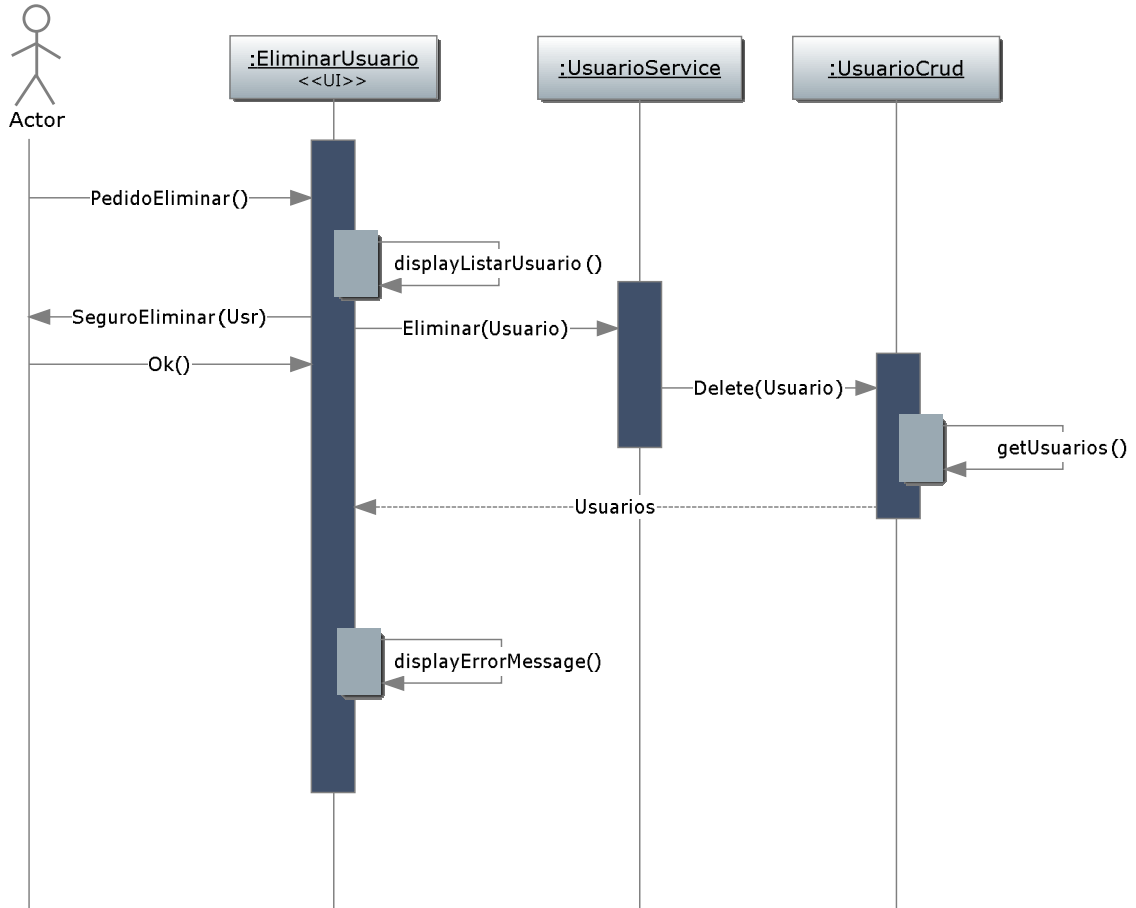 :EliminarUsuario
<<UI>>
:UsuarioService
:UsuarioCrud
Actor
PedidoEliminar()
displayListarUsuario()
SeguroEliminar(Usr)
Eliminar(Usuario)
Ok()
Delete(Usuario)
getUsuarios()
Usuarios
displayErrorMessage()